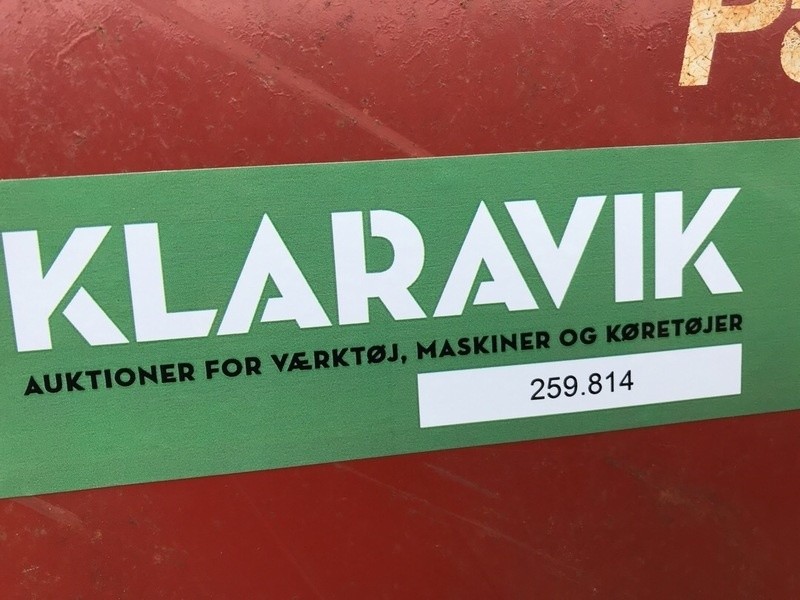 KLARAVIK
AUKTIONER FOR VÆRKTØJ, MASKINER OG KØRETØJER
259.814